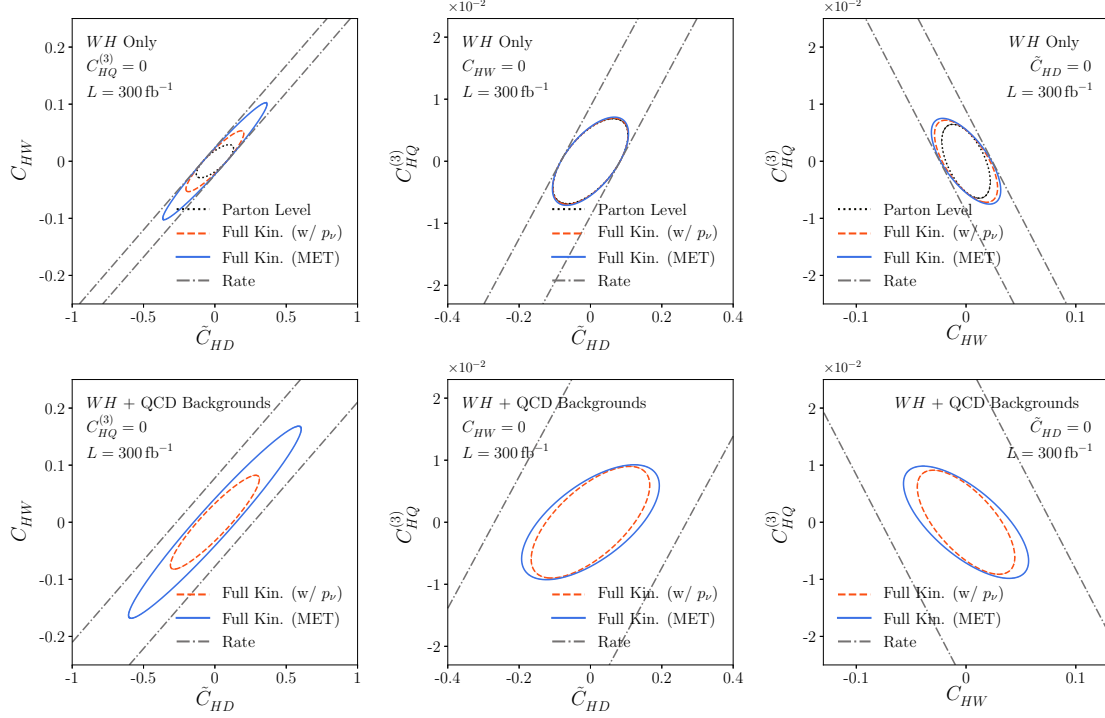 WH Only
C_{HQ}^{(3)} = 0
L = 300 fb⁻¹
0.2
0.1
0
-0.1
-0.2
C_{HW}
Parton Level
Full Kin. (w/ p_ν)
Full Kin. (MET)
Rate
-1 -0.5 0 0.5 1
C̃_{HD}
×10⁻²
WH Only
C_{HW} = 0
L = 300 fb⁻¹
2
1
0
-1
-2
C_{HQ}^{(3)}
Parton Level
Full Kin. (w/ p_ν)
Full Kin. (MET)
Rate
-0.4 -0.2 0.0 0.2 0.4
C̃_{HD}
×10⁻²
WH Only
C̃_{HD} = 0
L = 300 fb⁻¹
2
1
0
-1
-2
C_{HQ}^{(3)}
Parton Level
Full Kin. (w/ p_ν)
Full Kin. (MET)
Rate
-0.1 0 0.1
C_{HW}
WH + QCD Backgrounds
C_{HQ}^{(3)} = 0
L = 300 fb⁻¹
0.2
0.1
0
-0.1
-0.2
C_{HW}
Full Kin. (w/ p_ν)
Full Kin. (MET)
Rate
-1 -0.5 0 0.5 1
C̃_{HD}
×10⁻²
WH + QCD Backgrounds
C_{HW} = 0
L = 300 fb⁻¹
2
1
0
-1
-2
C_{HQ}^{(3)}
Full Kin. (w/ p_ν)
Full Kin. (MET)
Rate
-0.4 -0.2 0.0 0.2 0.4
C̃_{HD}
×10⁻²
WH + QCD Backgrounds
C̃_{HD} = 0
L = 300 fb⁻¹
2
1
0
-1
-2
C_{HQ}^{(3)}
Full Kin. (w/ p_ν)
Full Kin. (MET)
Rate
-0.1 0 0.1
C_{HW}